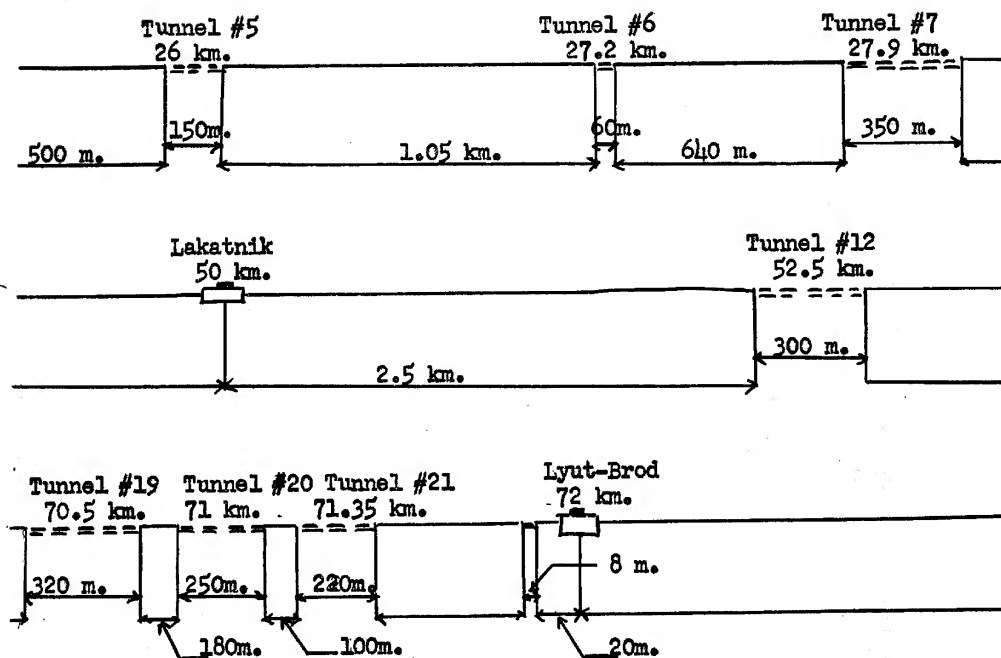 Tunnel #5
26 km.
Tunnel #6
27.2 km.
Tunnel #7
27.9 km.
500 m.
150m.
1.05 km.
60m.
640 m.
350 m.
Lakatnik
50 km.
Tunnel #12
52.5 km.
2.5 km.
300 m.
Tunnel #19
70.5 km.
Tunnel #20
71 km.
Tunnel #21
71.35 km.
Lyut-Brod
72 km.
320 m.
250m.
220m.
8 m.
180m.
100m.
20m.